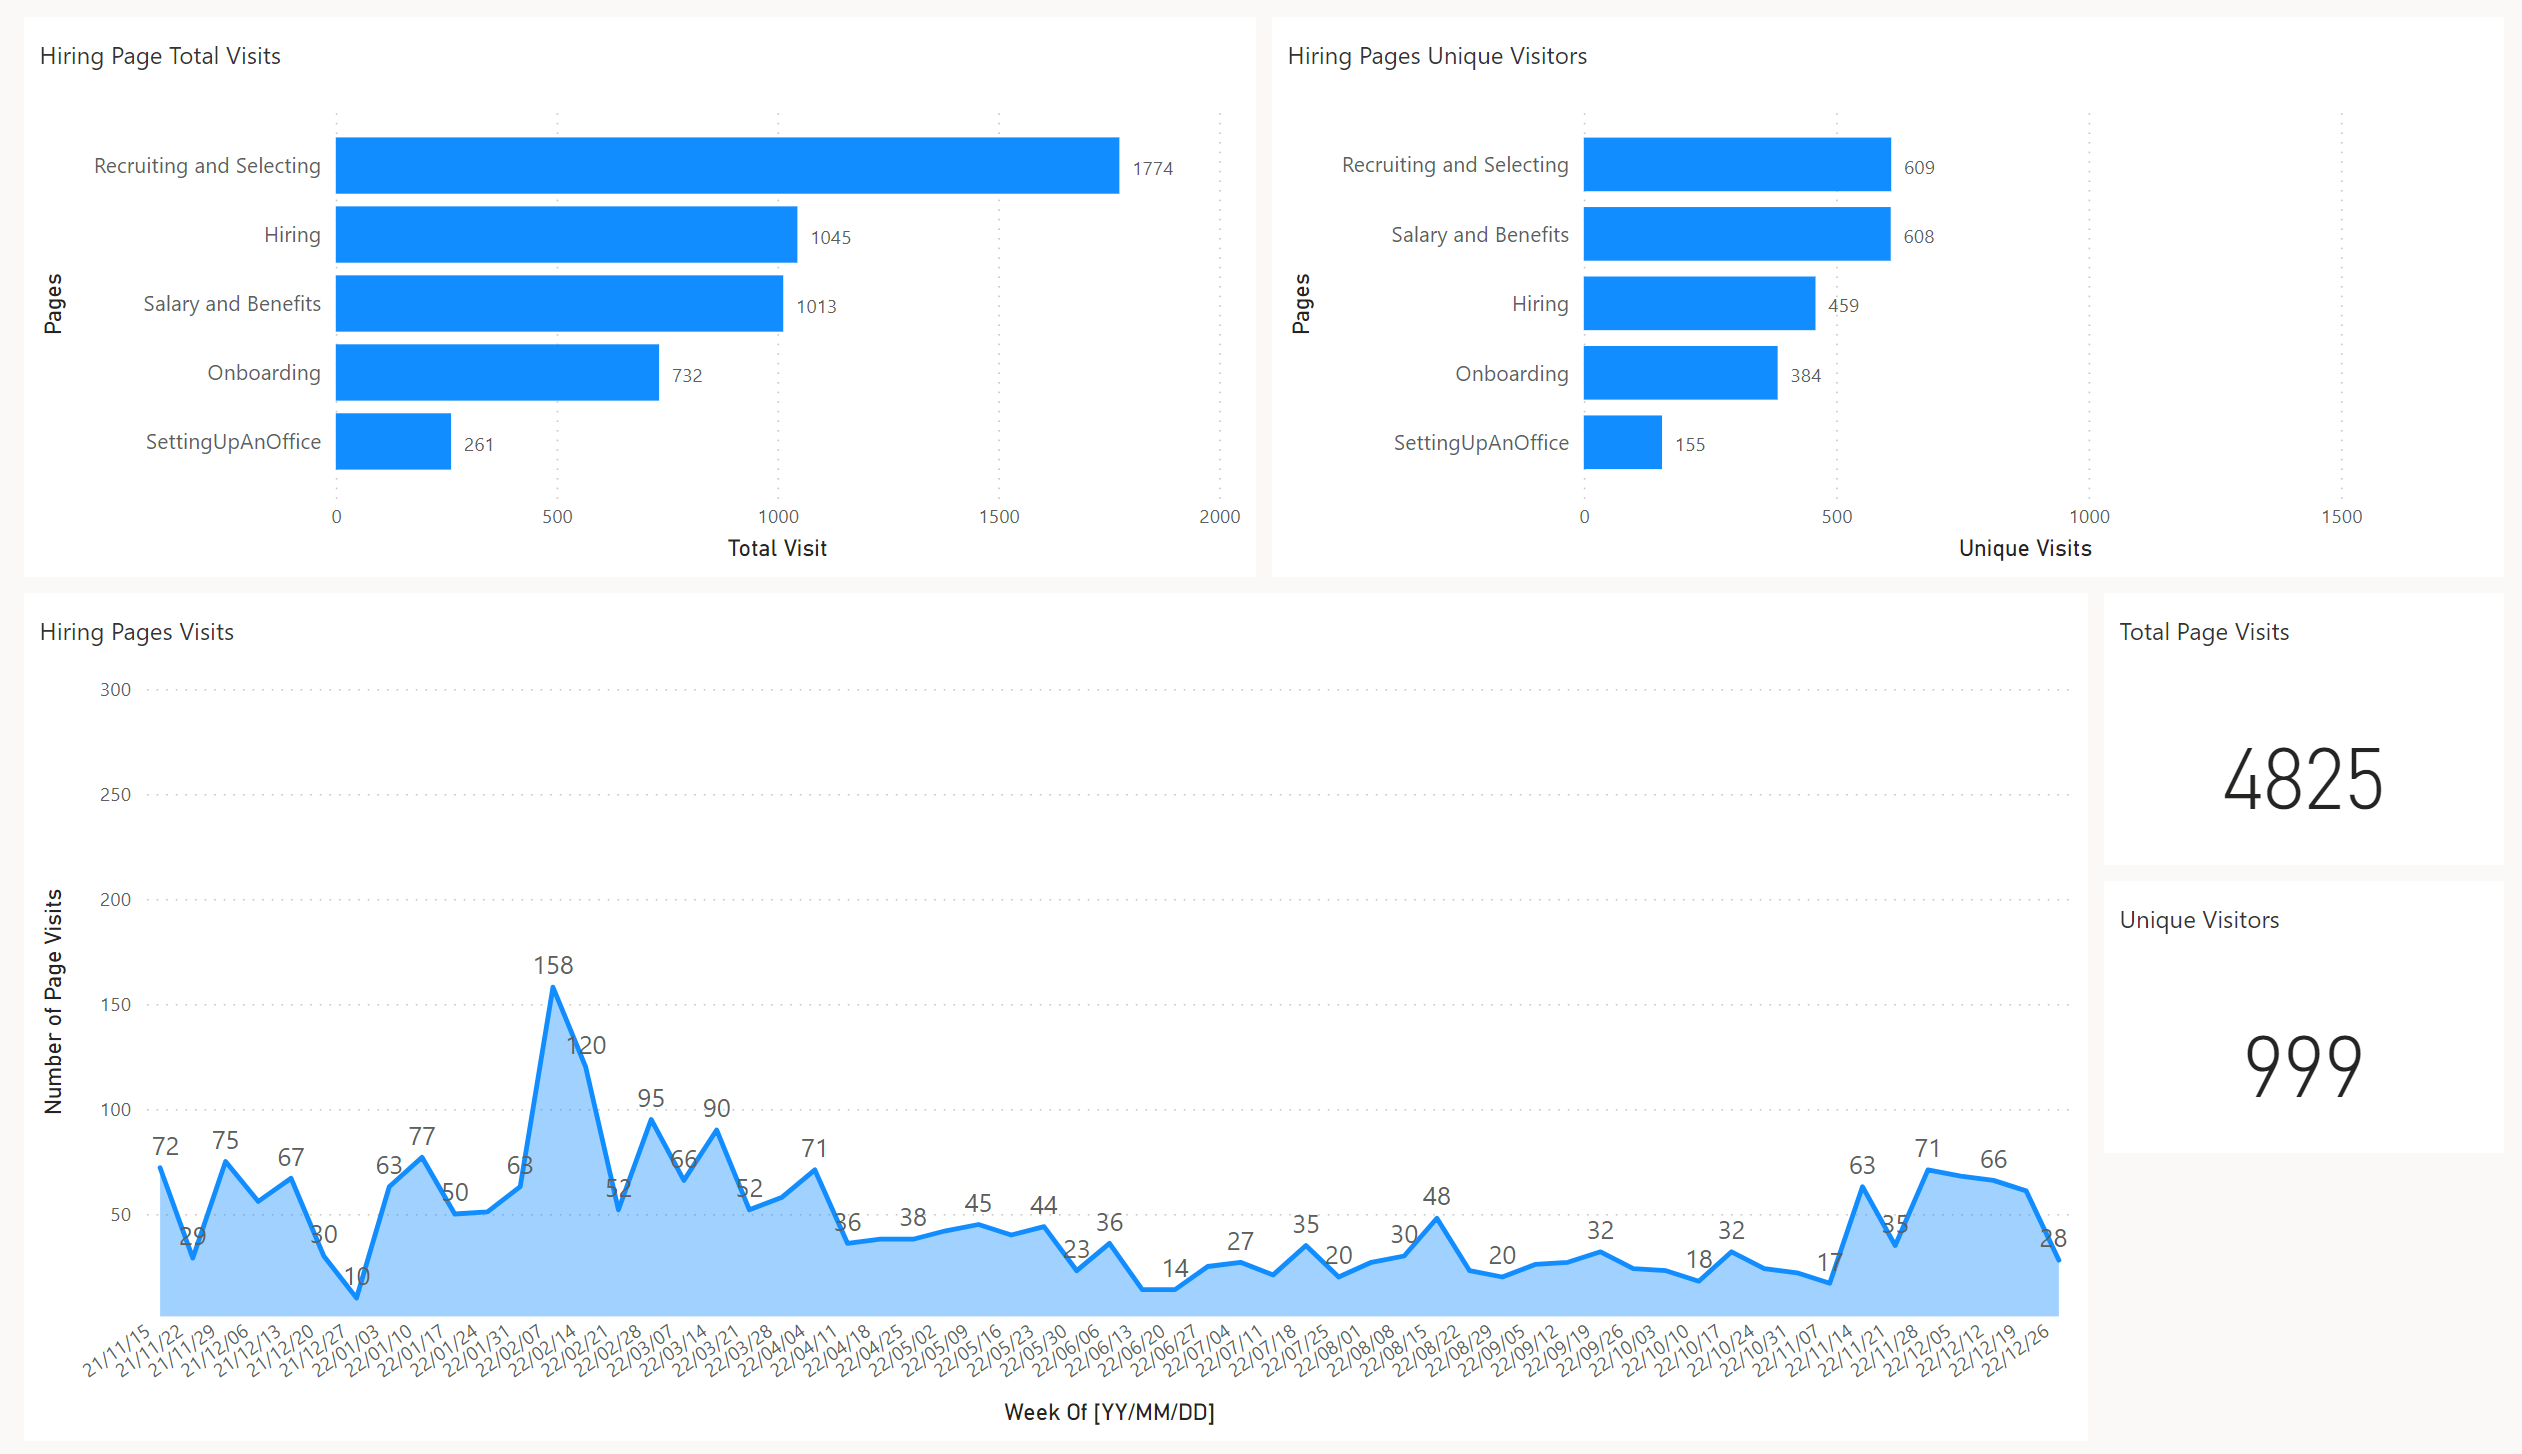 Hiring Page Total Visits
Pages
Recruiting and Selecting 1774
Hiring 1045
Salary and Benefits 1013
Onboarding 732
SettingUpAnOffice 261
0 500 1000 1500 2000
Total Visit
Hiring Pages Unique Visitors
Pages
Recruiting and Selecting 609
Salary and Benefits 608
Hiring 459
Onboarding 384
SettingUpAnOffice 155
0 500 1000 1500
Unique Visits
Hiring Pages Visits
Number of Page Visits
300
250
200
150
100
50
72 29 75 67 30 10 63 77 50 63 158 120 52 95 66 90 52 71 36 38 45 44 23 36 14 27 35 20 30 48 20 32 18 32 17 63 35 71 66 28
21/11/15 21/11/22 21/11/29 21/12/06 21/12/13 21/12/20 21/12/27 22/01/03 22/01/10 22/01/17 22/01/24 22/01/31 22/02/07 22/02/14 22/02/21 22/02/28 22/03/07 22/03/14 22/03/21 22/03/28 22/04/04 22/04/11 22/04/18 22/04/25 22/05/02 22/05/09 22/05/16 22/05/23 22/05/30 22/06/06 22/06/13 22/06/20 22/06/27 22/07/04 22/07/11 22/07/18 22/07/25 22/08/01 22/08/08 22/08/15 22/08/22 22/08/29 22/09/05 22/09/12 22/09/19 22/09/26 22/10/03 22/10/10 22/10/17 22/10/24 22/10/31 22/11/07 22/11/14 22/11/21 22/11/28 22/12/05 22/12/12 22/12/19 22/12/26
Week Of [YY/MM/DD]
Total Page Visits
4825
Unique Visitors
999